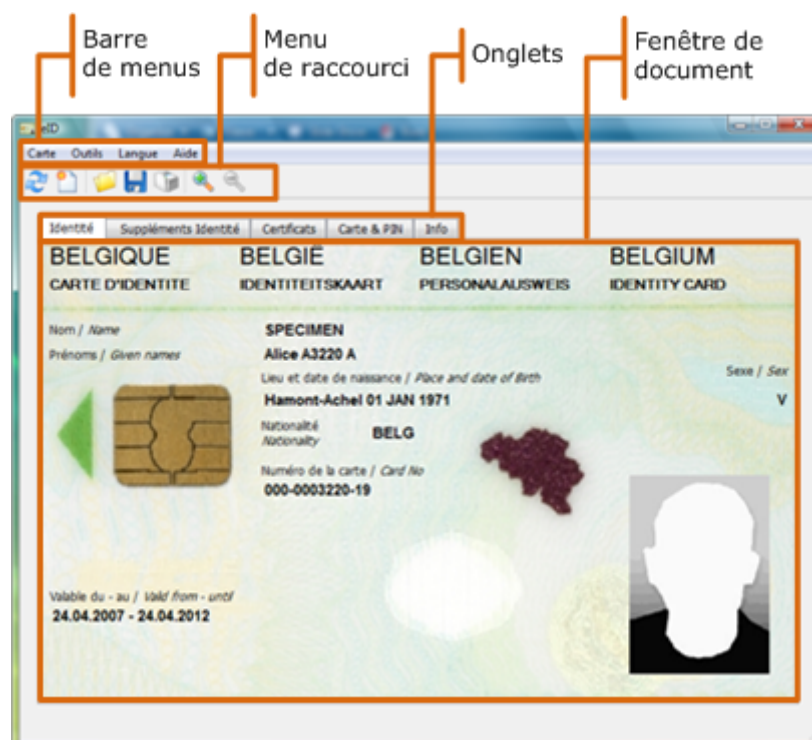 Barre
de menus
Menu
de raccourci
Onglets
Fenêtre de
document
eID
Carte Outils Langue Aide
Identité Suppléments Identité Certificats Carte & PIN Info
BELGIQUE BELGIË BELGIEN BELGIUM
CARTE D'IDENTITE IDENTITEITSKAART PERSONALAUSWEIS IDENTITY CARD
Nom / Name SPECIMEN
Prénoms / Given names Alice A3220 A
Lieu et date de naissance / Place and date of Birth Sexe / Sex
Hamont-Achel 01 JAN 1971 V
Nationalité
Nationality BELG
Numéro de la carte / Card No
000-0003220-19
Valable du - au / Valid from - until
24.04.2007 - 24.04.2012